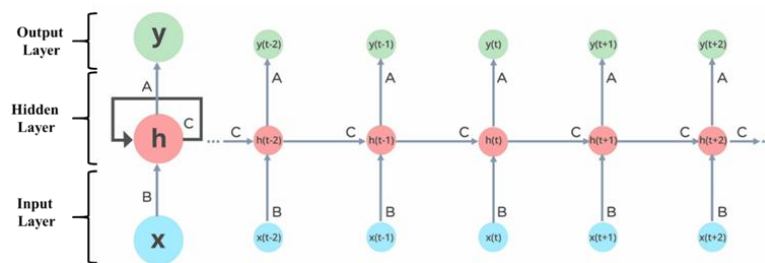 Output
Layer
y
y(t-2)
y(t-1)
y(t)
y(t+1)
y(t+2)
A
A
A
A
A
A
Hidden
Layer
h
C
... C
h(t-2)
C
h(t-1)
C
h(t)
C
h(t+1)
C
h(t+2)
C ...
B
B
B
B
B
B
Input
Layer
x
x(t-2)
x(t-1)
x(t)
x(t+1)
x(t+2)